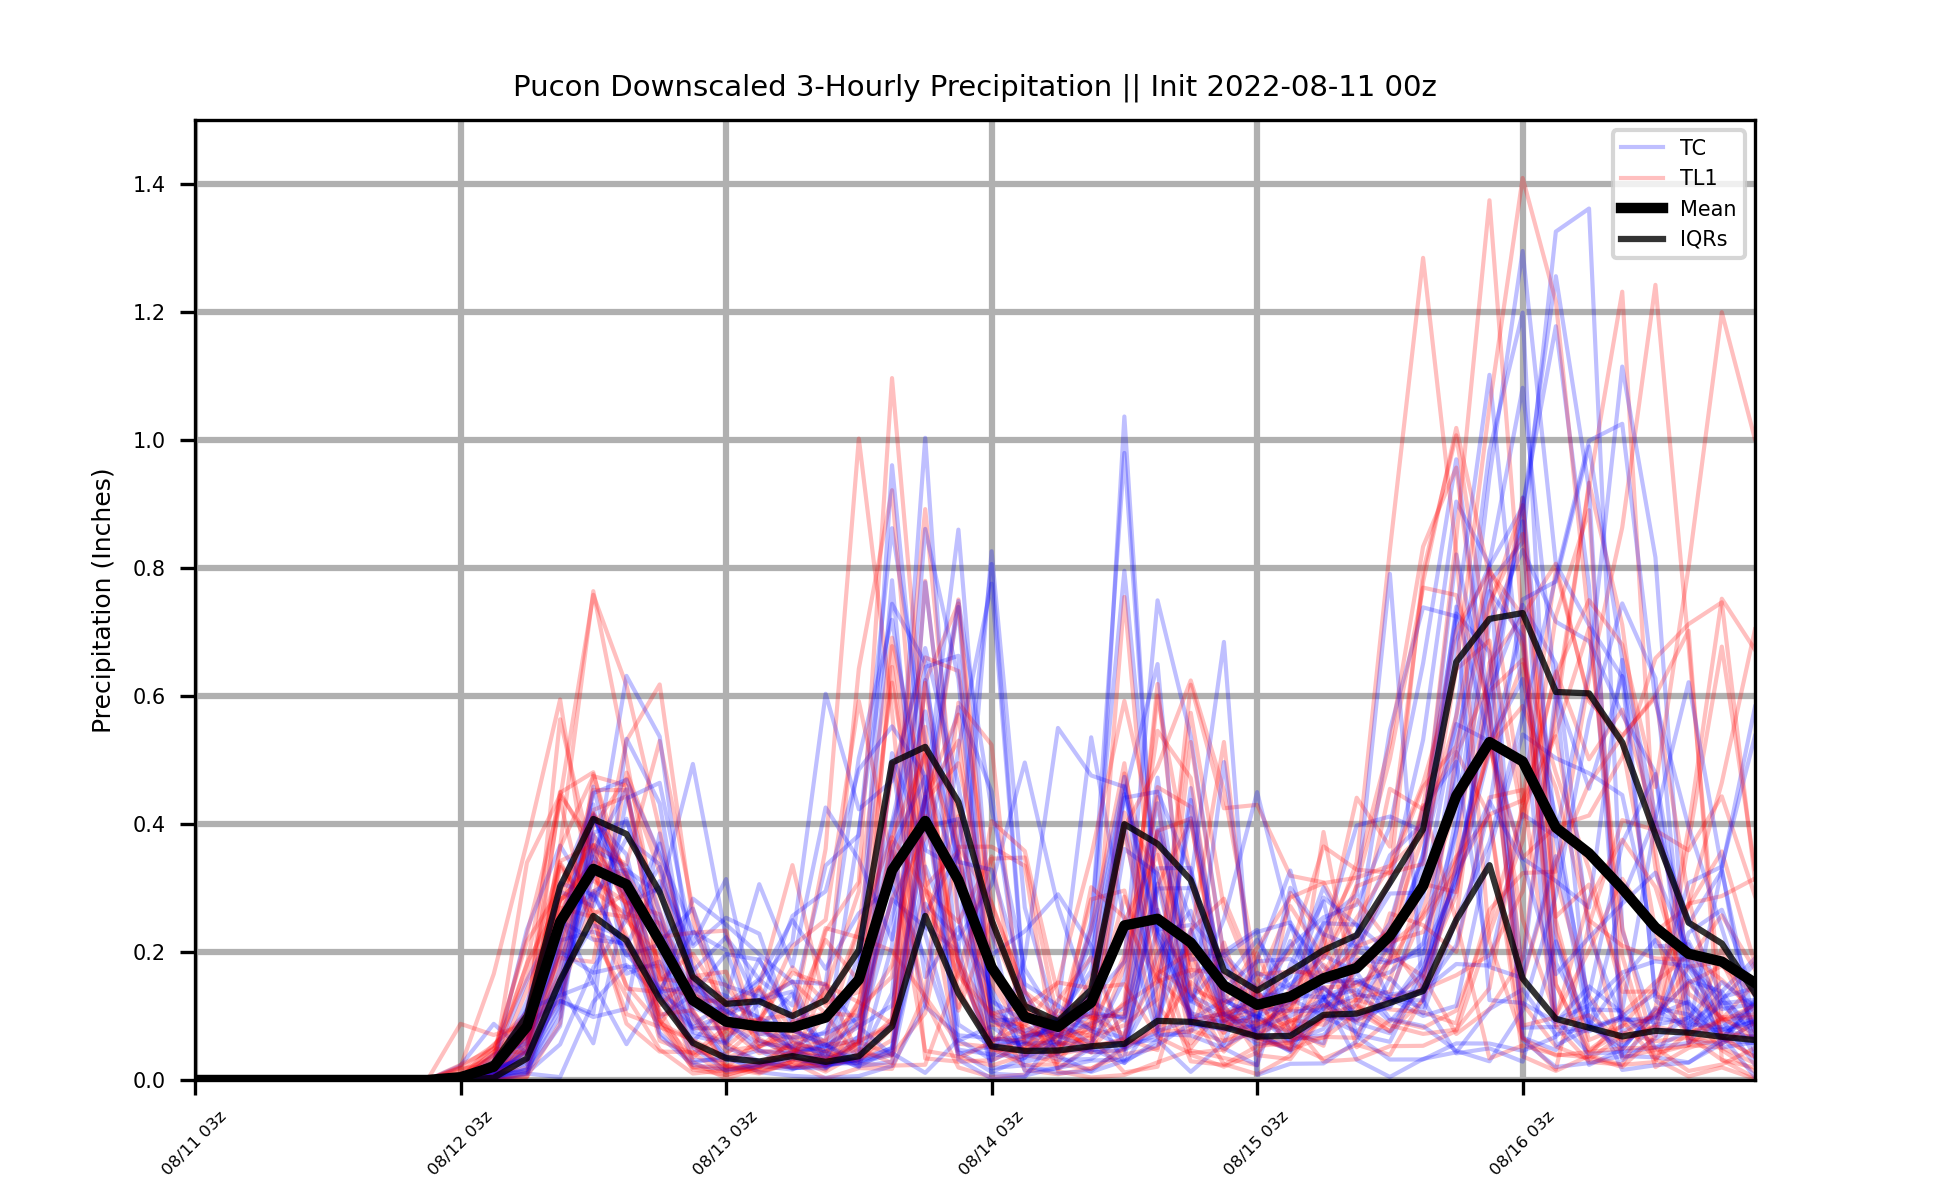 Pucon Downscaled 3-Hourly Precipitation || Init 2022-08-11 00z
TC
TL1
Mean
IQRs
Precipitation (Inches)
1.4
1.2
1.0
0.8
0.6
0.4
0.2
0.0
08/11 03z
08/12 03z
08/13 03z
08/14 03z
08/15 03z
08/16 03z